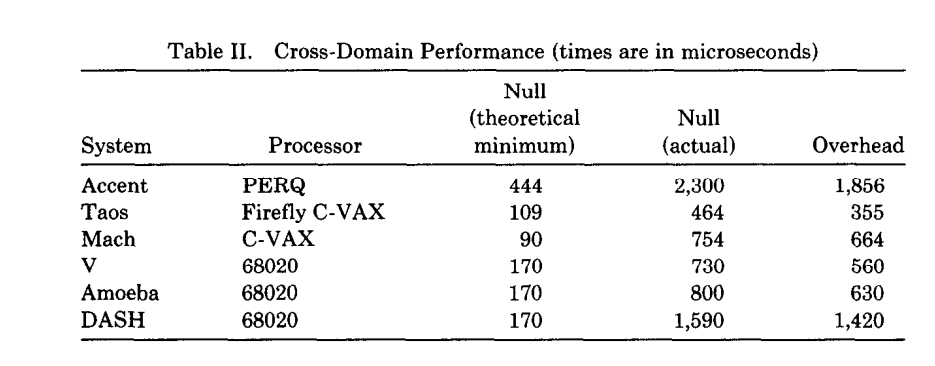 Table II. Cross-Domain Performance (times are in microseconds)
Null
(theoretical Null
System Processor minimum) (actual) Overhead
Accent PERQ 444 2,300 1,856
Taos Firefly C-VAX 109 464 355
Mach C-VAX 90 754 664
V 68020 170 730 560
Amoeba 68020 170 800 630
DASH 68020 170 1,590 1,420